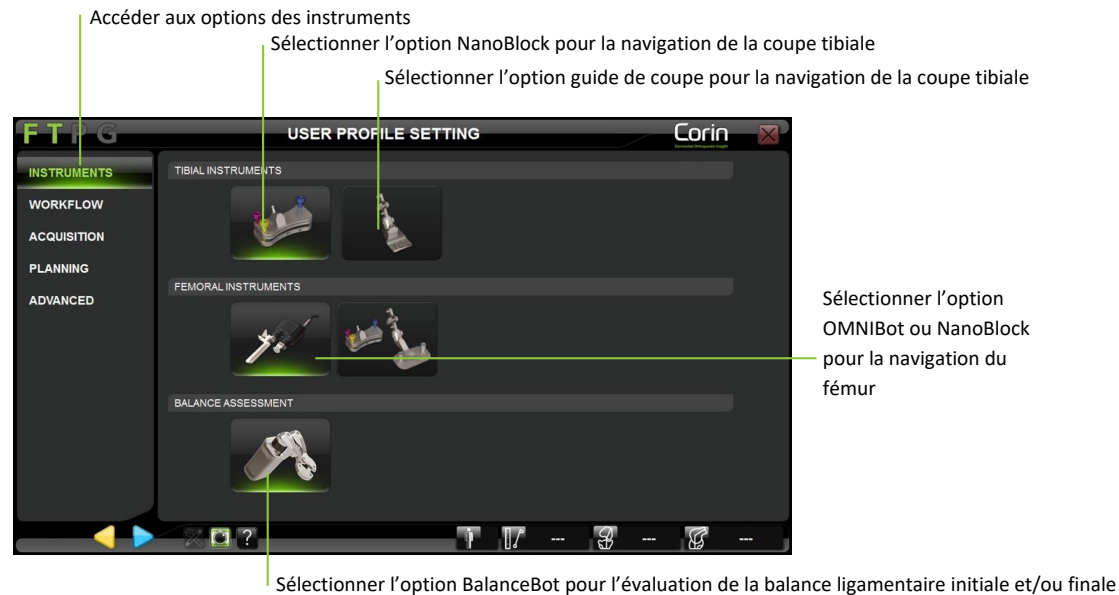 Accéder aux options des instruments
Sélectionner l’option NanoBlock pour la navigation de la coupe tibiale
Sélectionner l’option guide de coupe pour la navigation de la coupe tibiale
F T P G
USER PROFILE SETTING
Corin
INSTRUMENTS
TIBIAL INSTRUMENTS
WORKFLOW
ACQUISITION
PLANNING
FEMORAL INSTRUMENTS
ADVANCED
Sélectionner l’option
OMNIBot ou NanoBlock
pour la navigation du
fémur
BALANCE ASSESSMENT
?
--- --- ---
Sélectionner l’option BalanceBot pour l’évaluation de la balance ligamentaire initiale et/ou finale